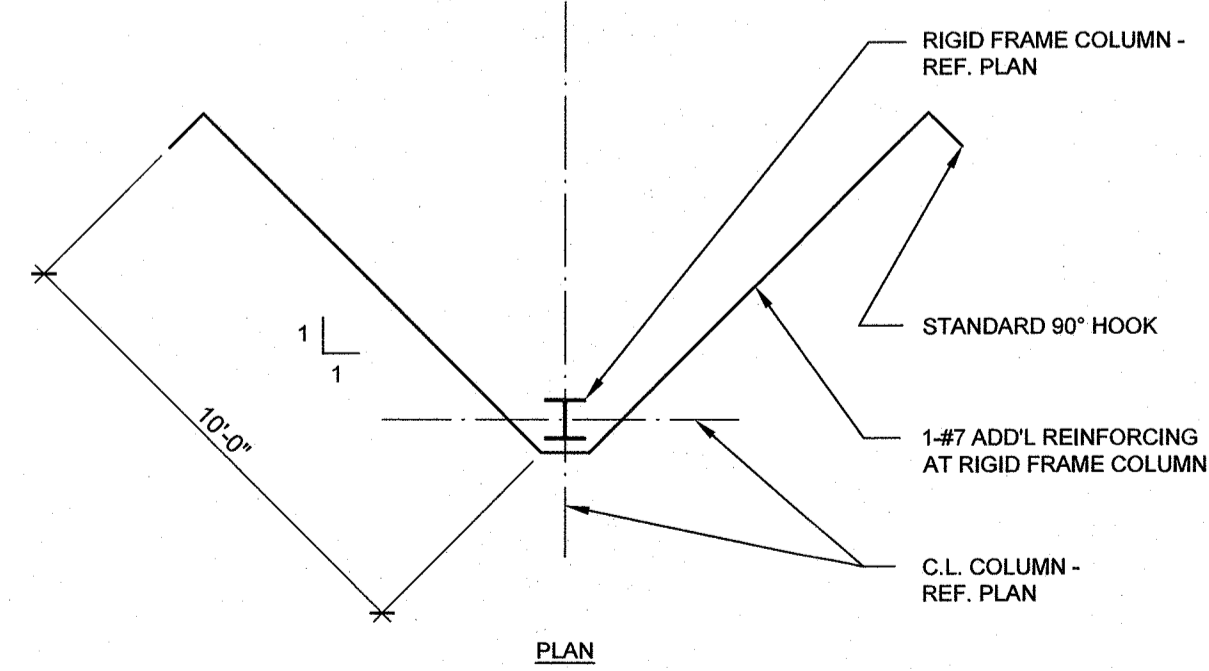 RIGID FRAME COLUMN -
REF. PLAN
STANDARD 90° HOOK
1
1
10'-0"
1-#7 ADD'L REINFORCING
AT RIGID FRAME COLUMN
C.L. COLUMN -
REF. PLAN
PLAN